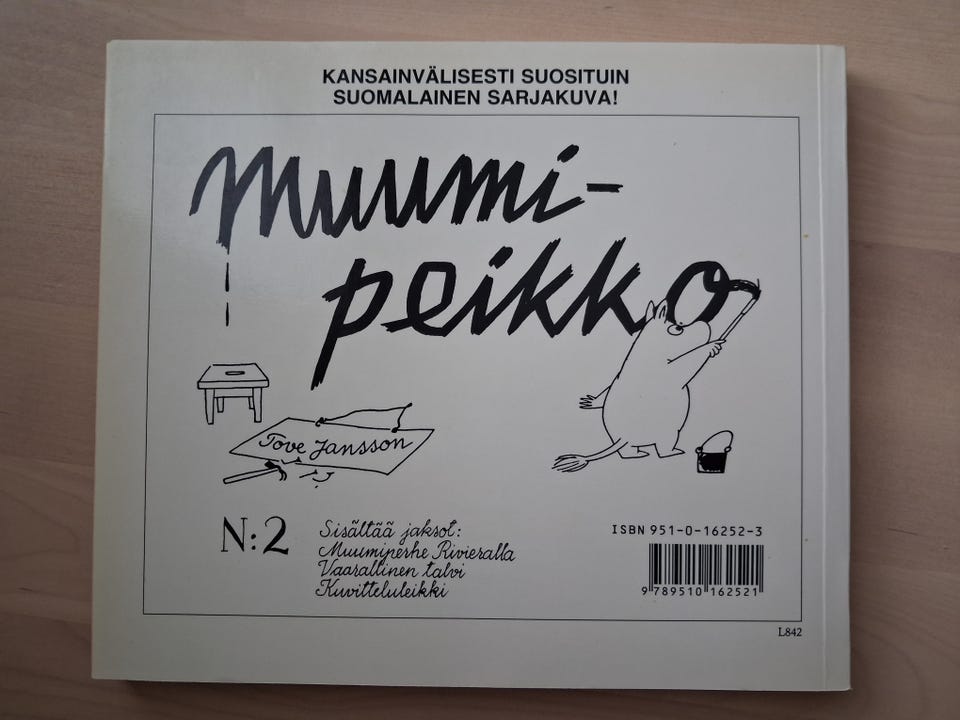 KANSAINVÄLISESTI SUOSITUIN
SUOMALAINEN SARJAKUVA!
Muumi-
peikko
Tove Jansson
N:2
Sisältää jaksot:
Muumiperhe Rivieralla
Vaarallinen talvi
Kuvitteluleikki
ISBN 951-0-16252-3
9 789510 162521
L842